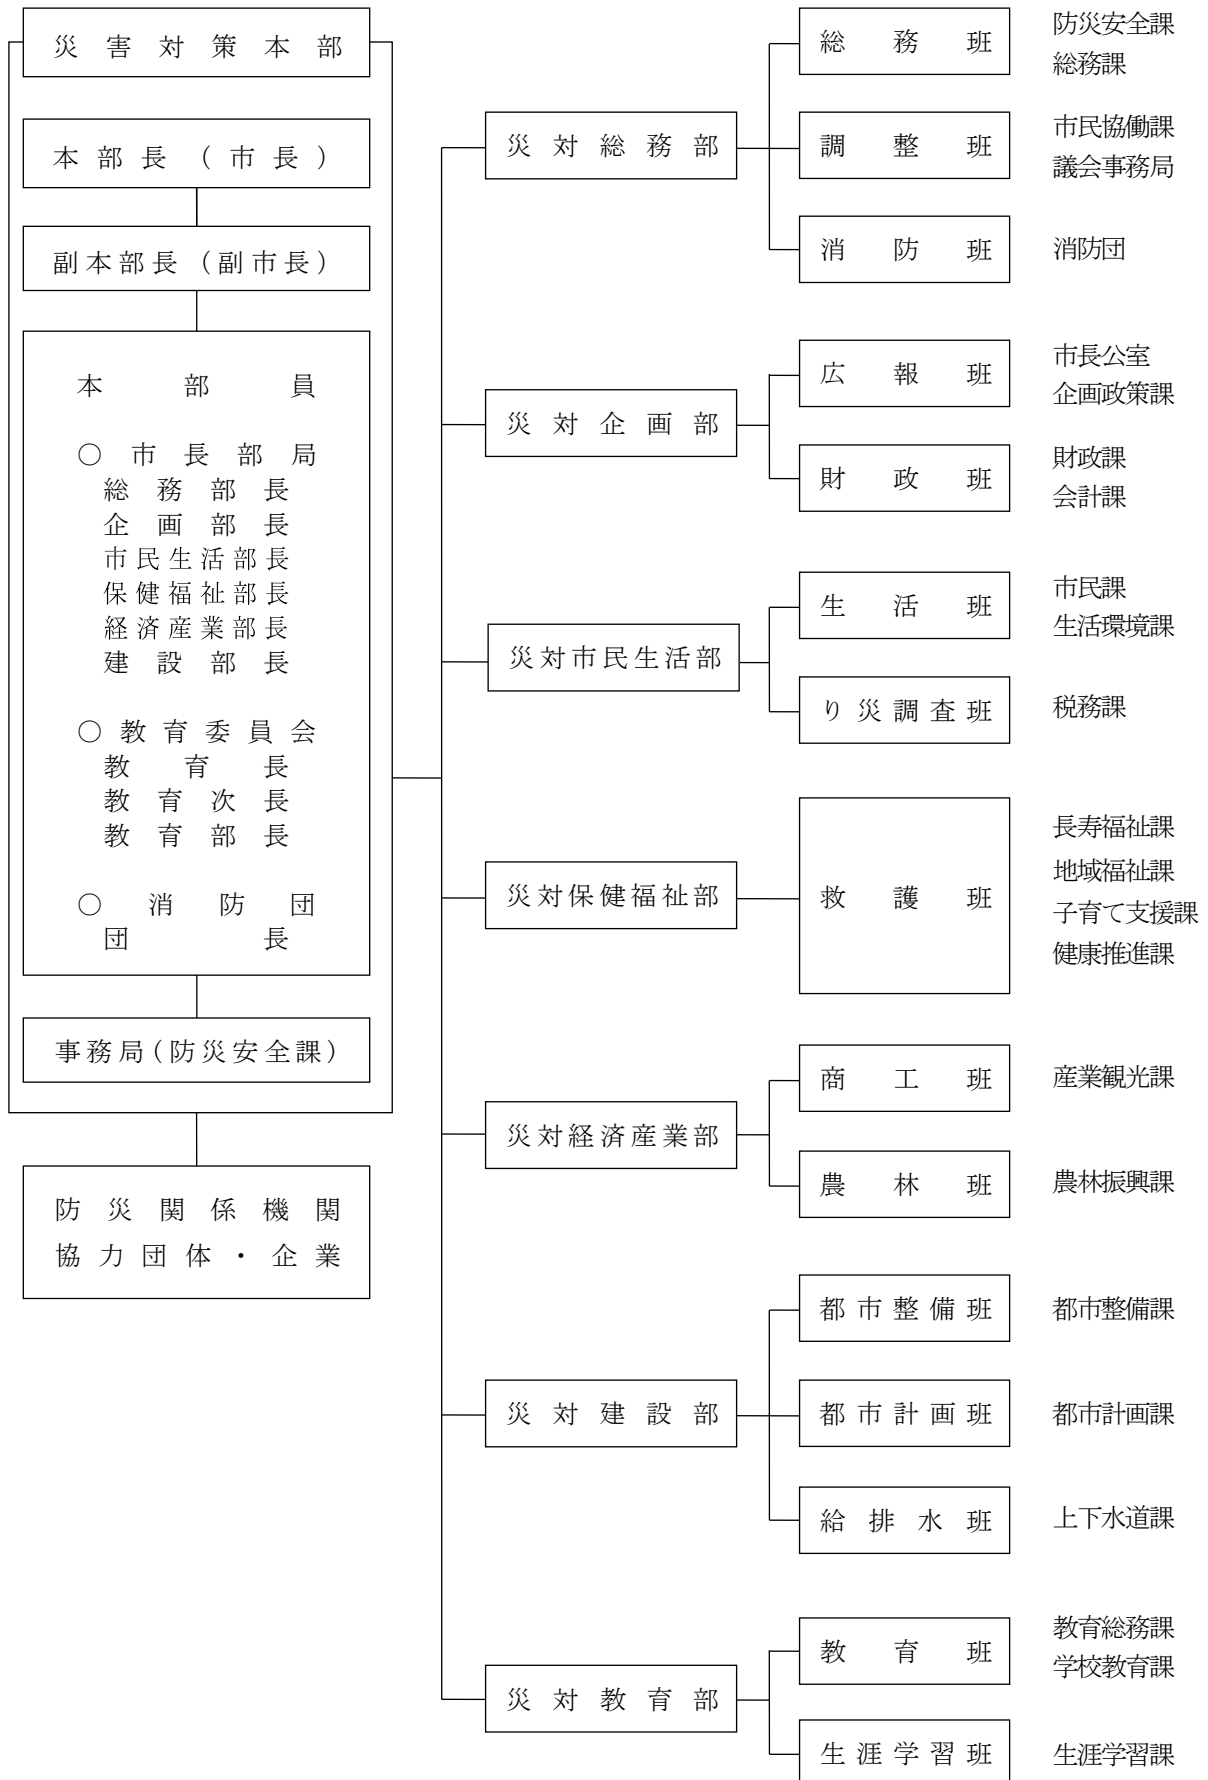 災害対策本部
本部長（市長）
副本部長（副市長）
本部員
○市長部局
総務部長
企画部長
市民生活部長
保健福祉部長
経済産業部長
建設部長
○教育委員会
教育長
教育次長
教育部長
○消防団
団長
事務局（防災安全課）
防災関係機関
協力団体・企業
災対総務部
総務班
防災安全課
総務課
調整班
市民協働課
議会事務局
消防班
消防団
災対企画部
広報班
市長公室
企画政策課
財政班
財政課
会計課
災対市民生活部
生活班
市民課
生活環境課
り災調査班
税務課
災対保健福祉部
救護班
長寿福祉課
地域福祉課
子育て支援課
健康推進課
災対経済産業部
商工班
産業観光課
農林班
農林振興課
災対建設部
都市整備班
都市整備課
都市計画班
都市計画課
給排水班
上下水道課
災対教育部
教育班
教育総務課
学校教育課
生涯学習班
生涯学習課